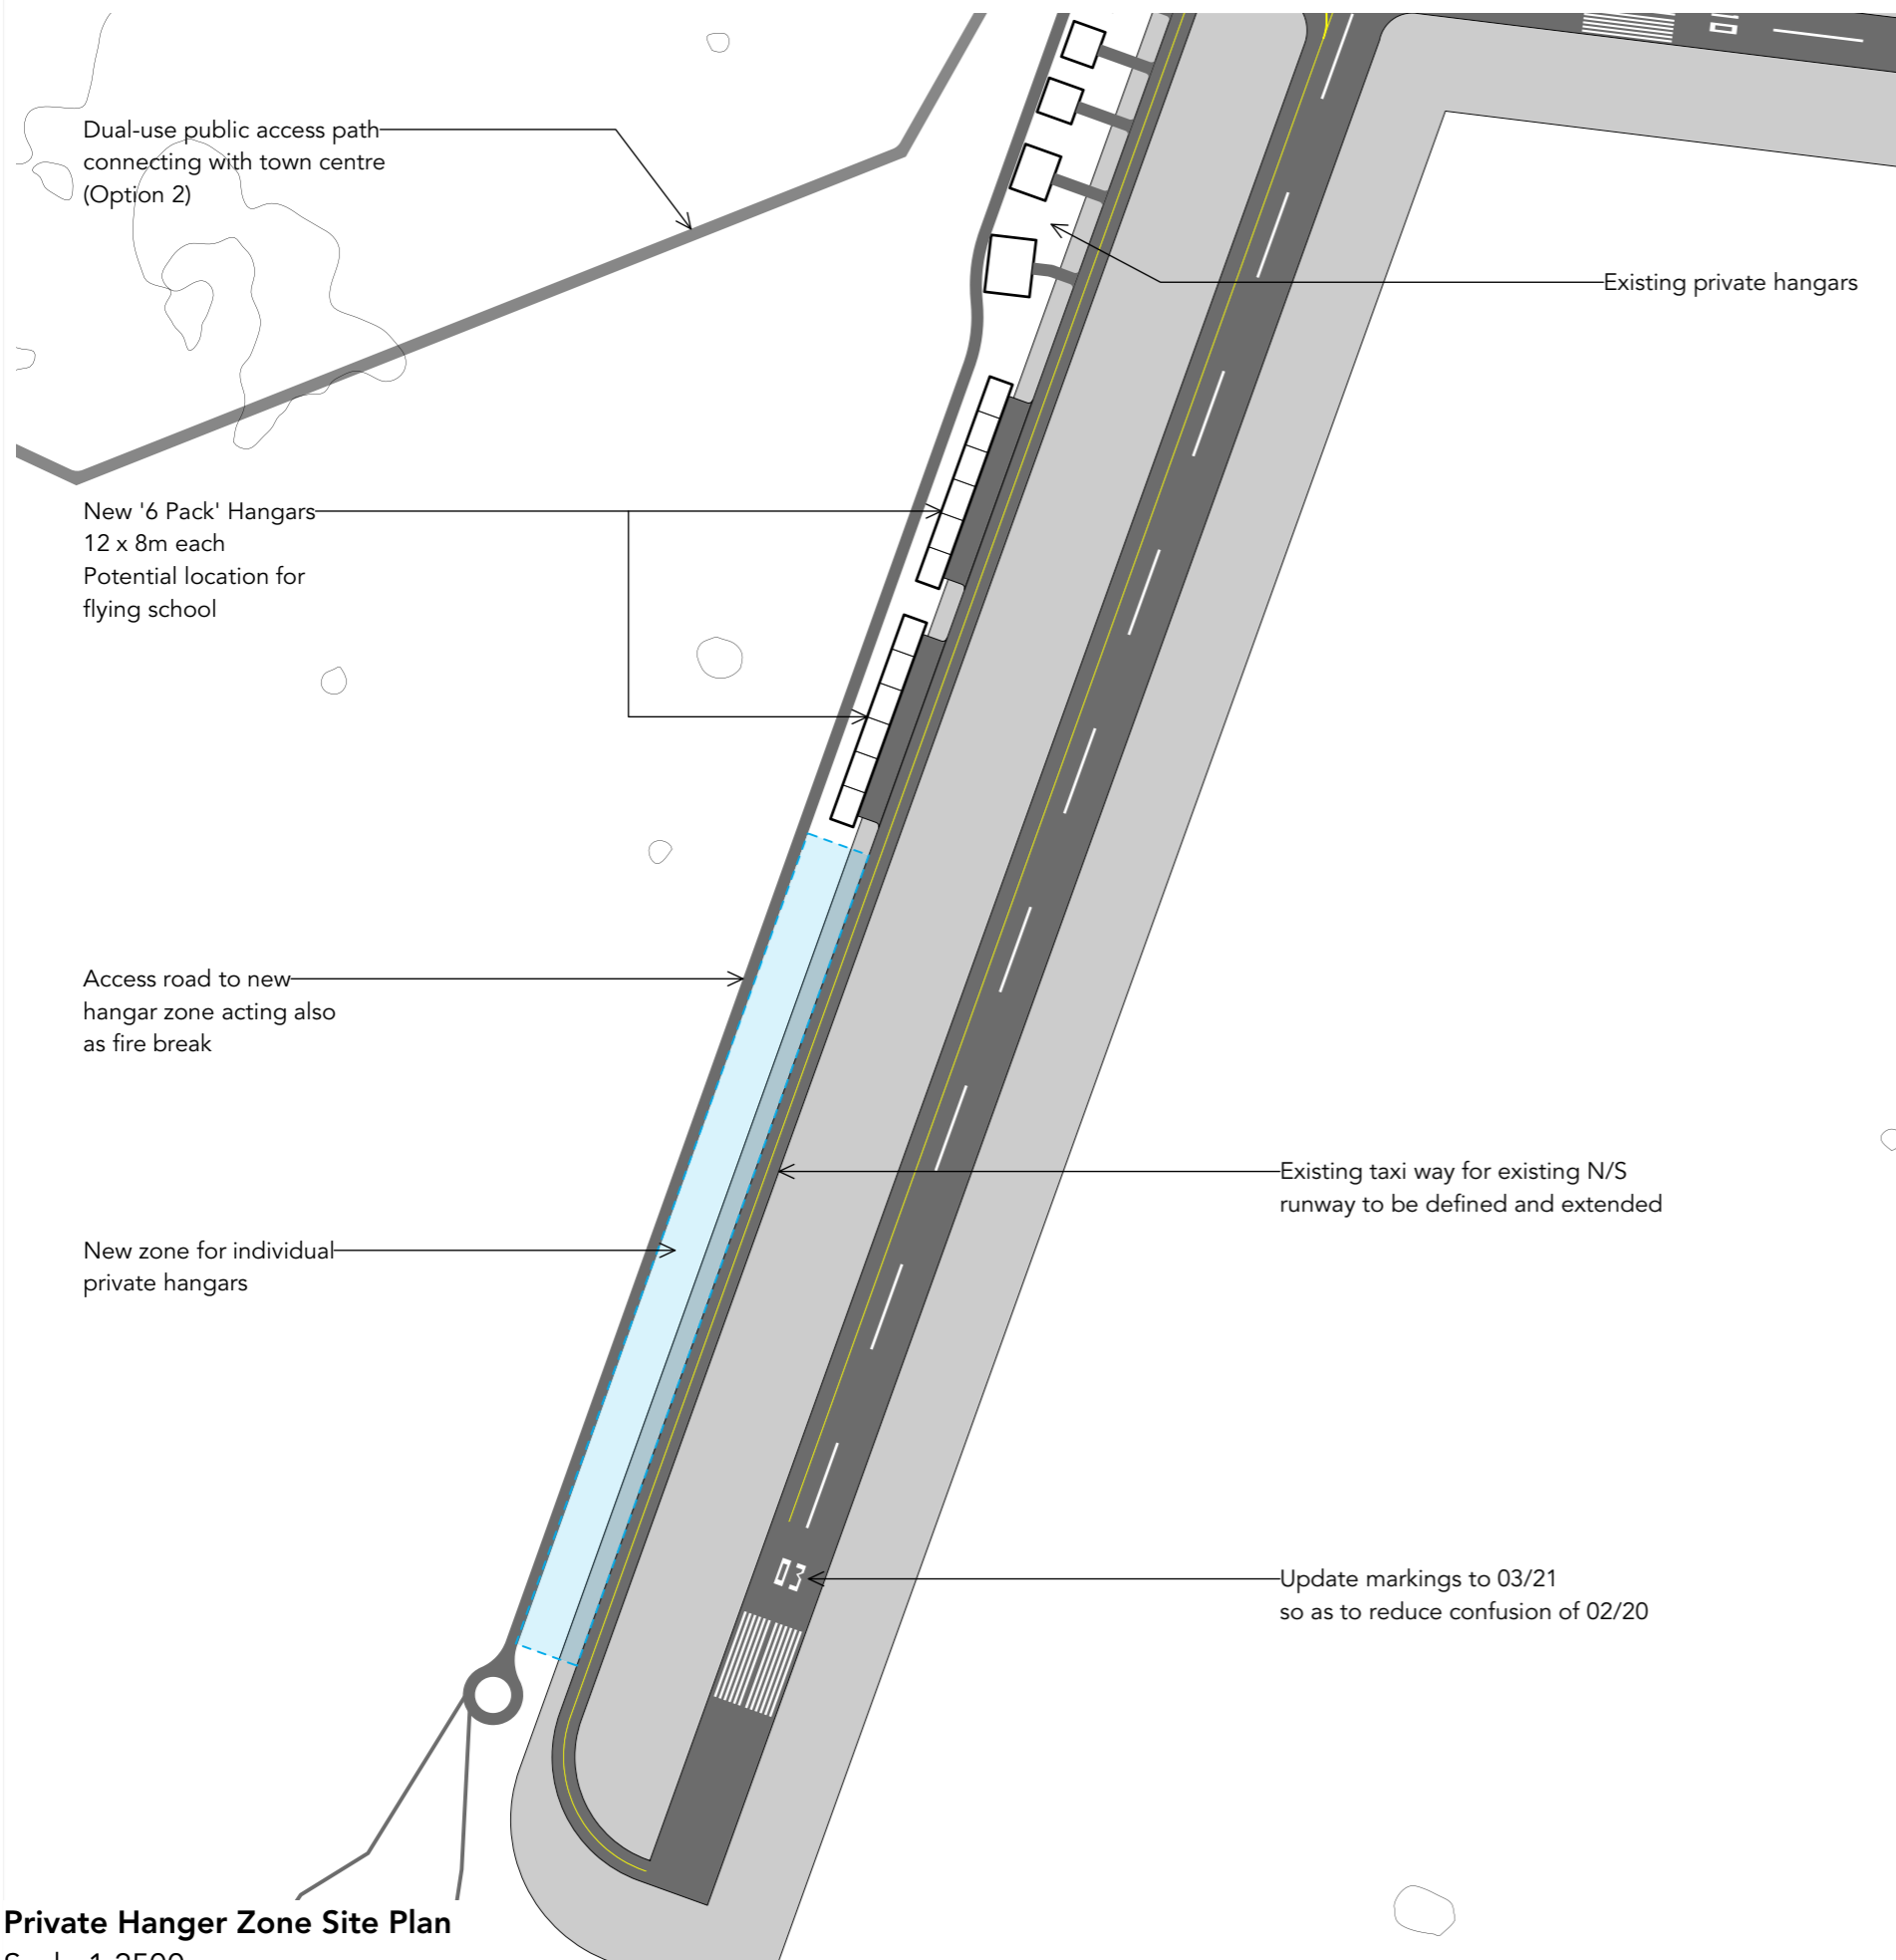 Dual-use public access path
connecting with town centre
(Option 2)
Existing private hangars
New '6 Pack' Hangars
12 x 8m each
Potential location for
flying school
Access road to new
hangar zone acting also
as fire break
Existing taxi way for existing N/S
runway to be defined and extended
New zone for individual
private hangars
03
Update markings to 03/21
so as to reduce confusion of 02/20
Private Hanger Zone Site Plan
Scale 1:2500